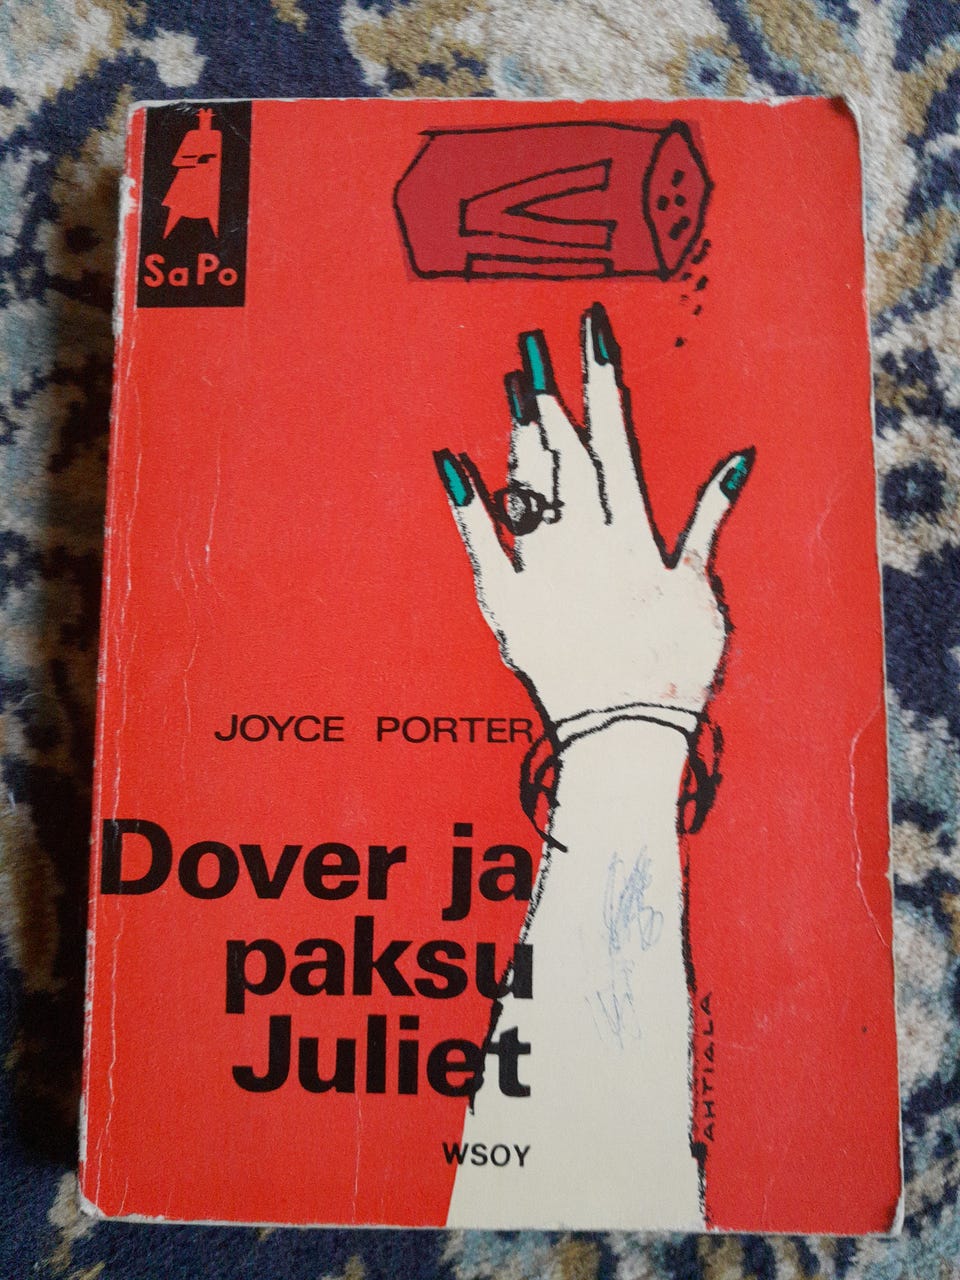 SaPo
JOYCE PORTER
Dover ja
paksu
Juliet
WSOY
AHTIALA